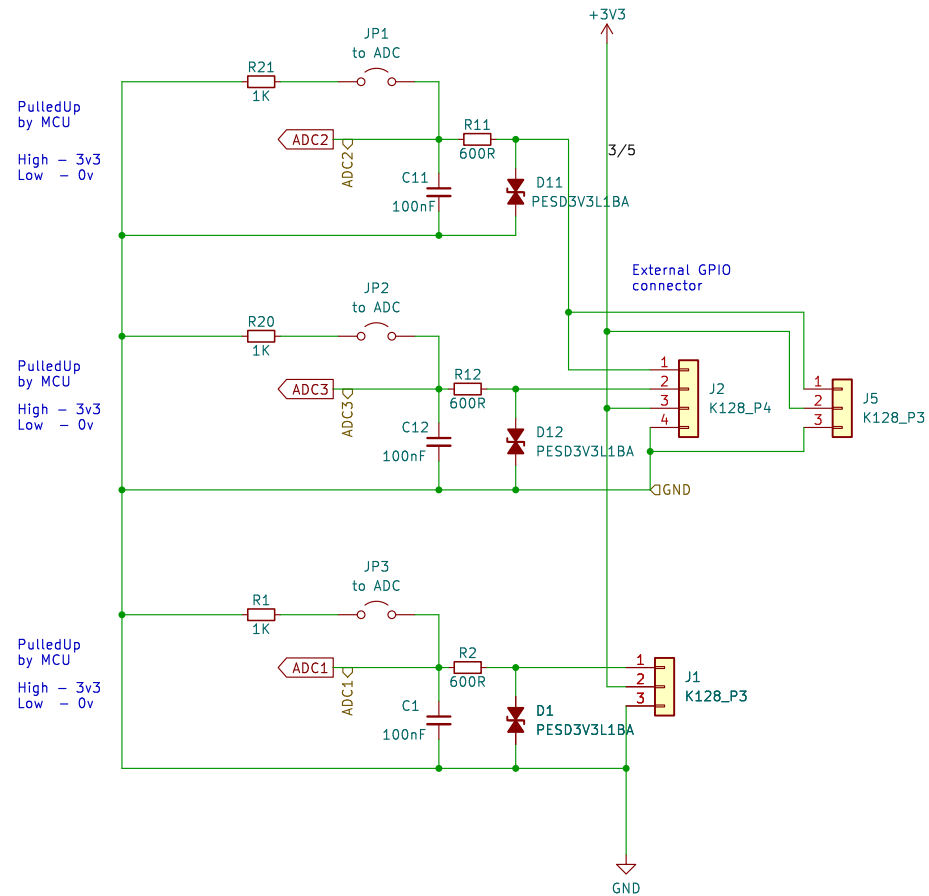 +3V3
JP1
to ADC
R21
1K
PulledUp
by MCU
High – 3v3
Low – 0v
ADC2
ADC2
R11
600R
3/5
C11
100nF
D11
PESD3V3L1BA
External GPIO
connector
JP2
to ADC
R20
1K
PulledUp
by MCU
High – 3v3
Low – 0v
ADC3
ADC3
R12
600R
1
2
3
4
J2
K128_P4
1
2
3
J5
K128_P3
C12
100nF
D12
PESD3V3L1BA
GND
JP3
to ADC
R1
1K
PulledUp
by MCU
High – 3v3
Low – 0v
ADC1
ADC1
R2
600R
1
2
3
J1
K128_P3
C1
100nF
D1
PESD3V3L1BA
GND